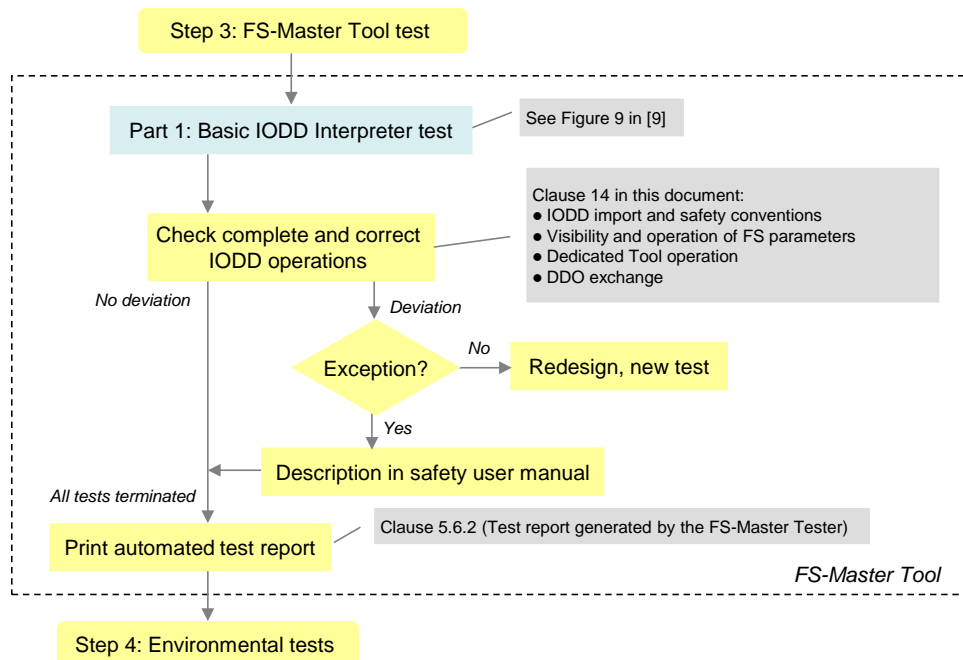 Step 3: FS-Master Tool test
Part 1: Basic IODD Interpreter test
See Figure 9 in [9]
Clause 14 in this document:
● IODD import and safety conventions
● Visibility and operation of FS parameters
● Dedicated Tool operation
● DDO exchange
Check complete and correct
IODD operations
No deviation
Deviation
Exception?
No
Redesign, new test
Yes
Description in safety user manual
All tests terminated
Print automated test report
Clause 5.6.2 (Test report generated by the FS-Master Tester)
FS-Master Tool
Step 4: Environmental tests